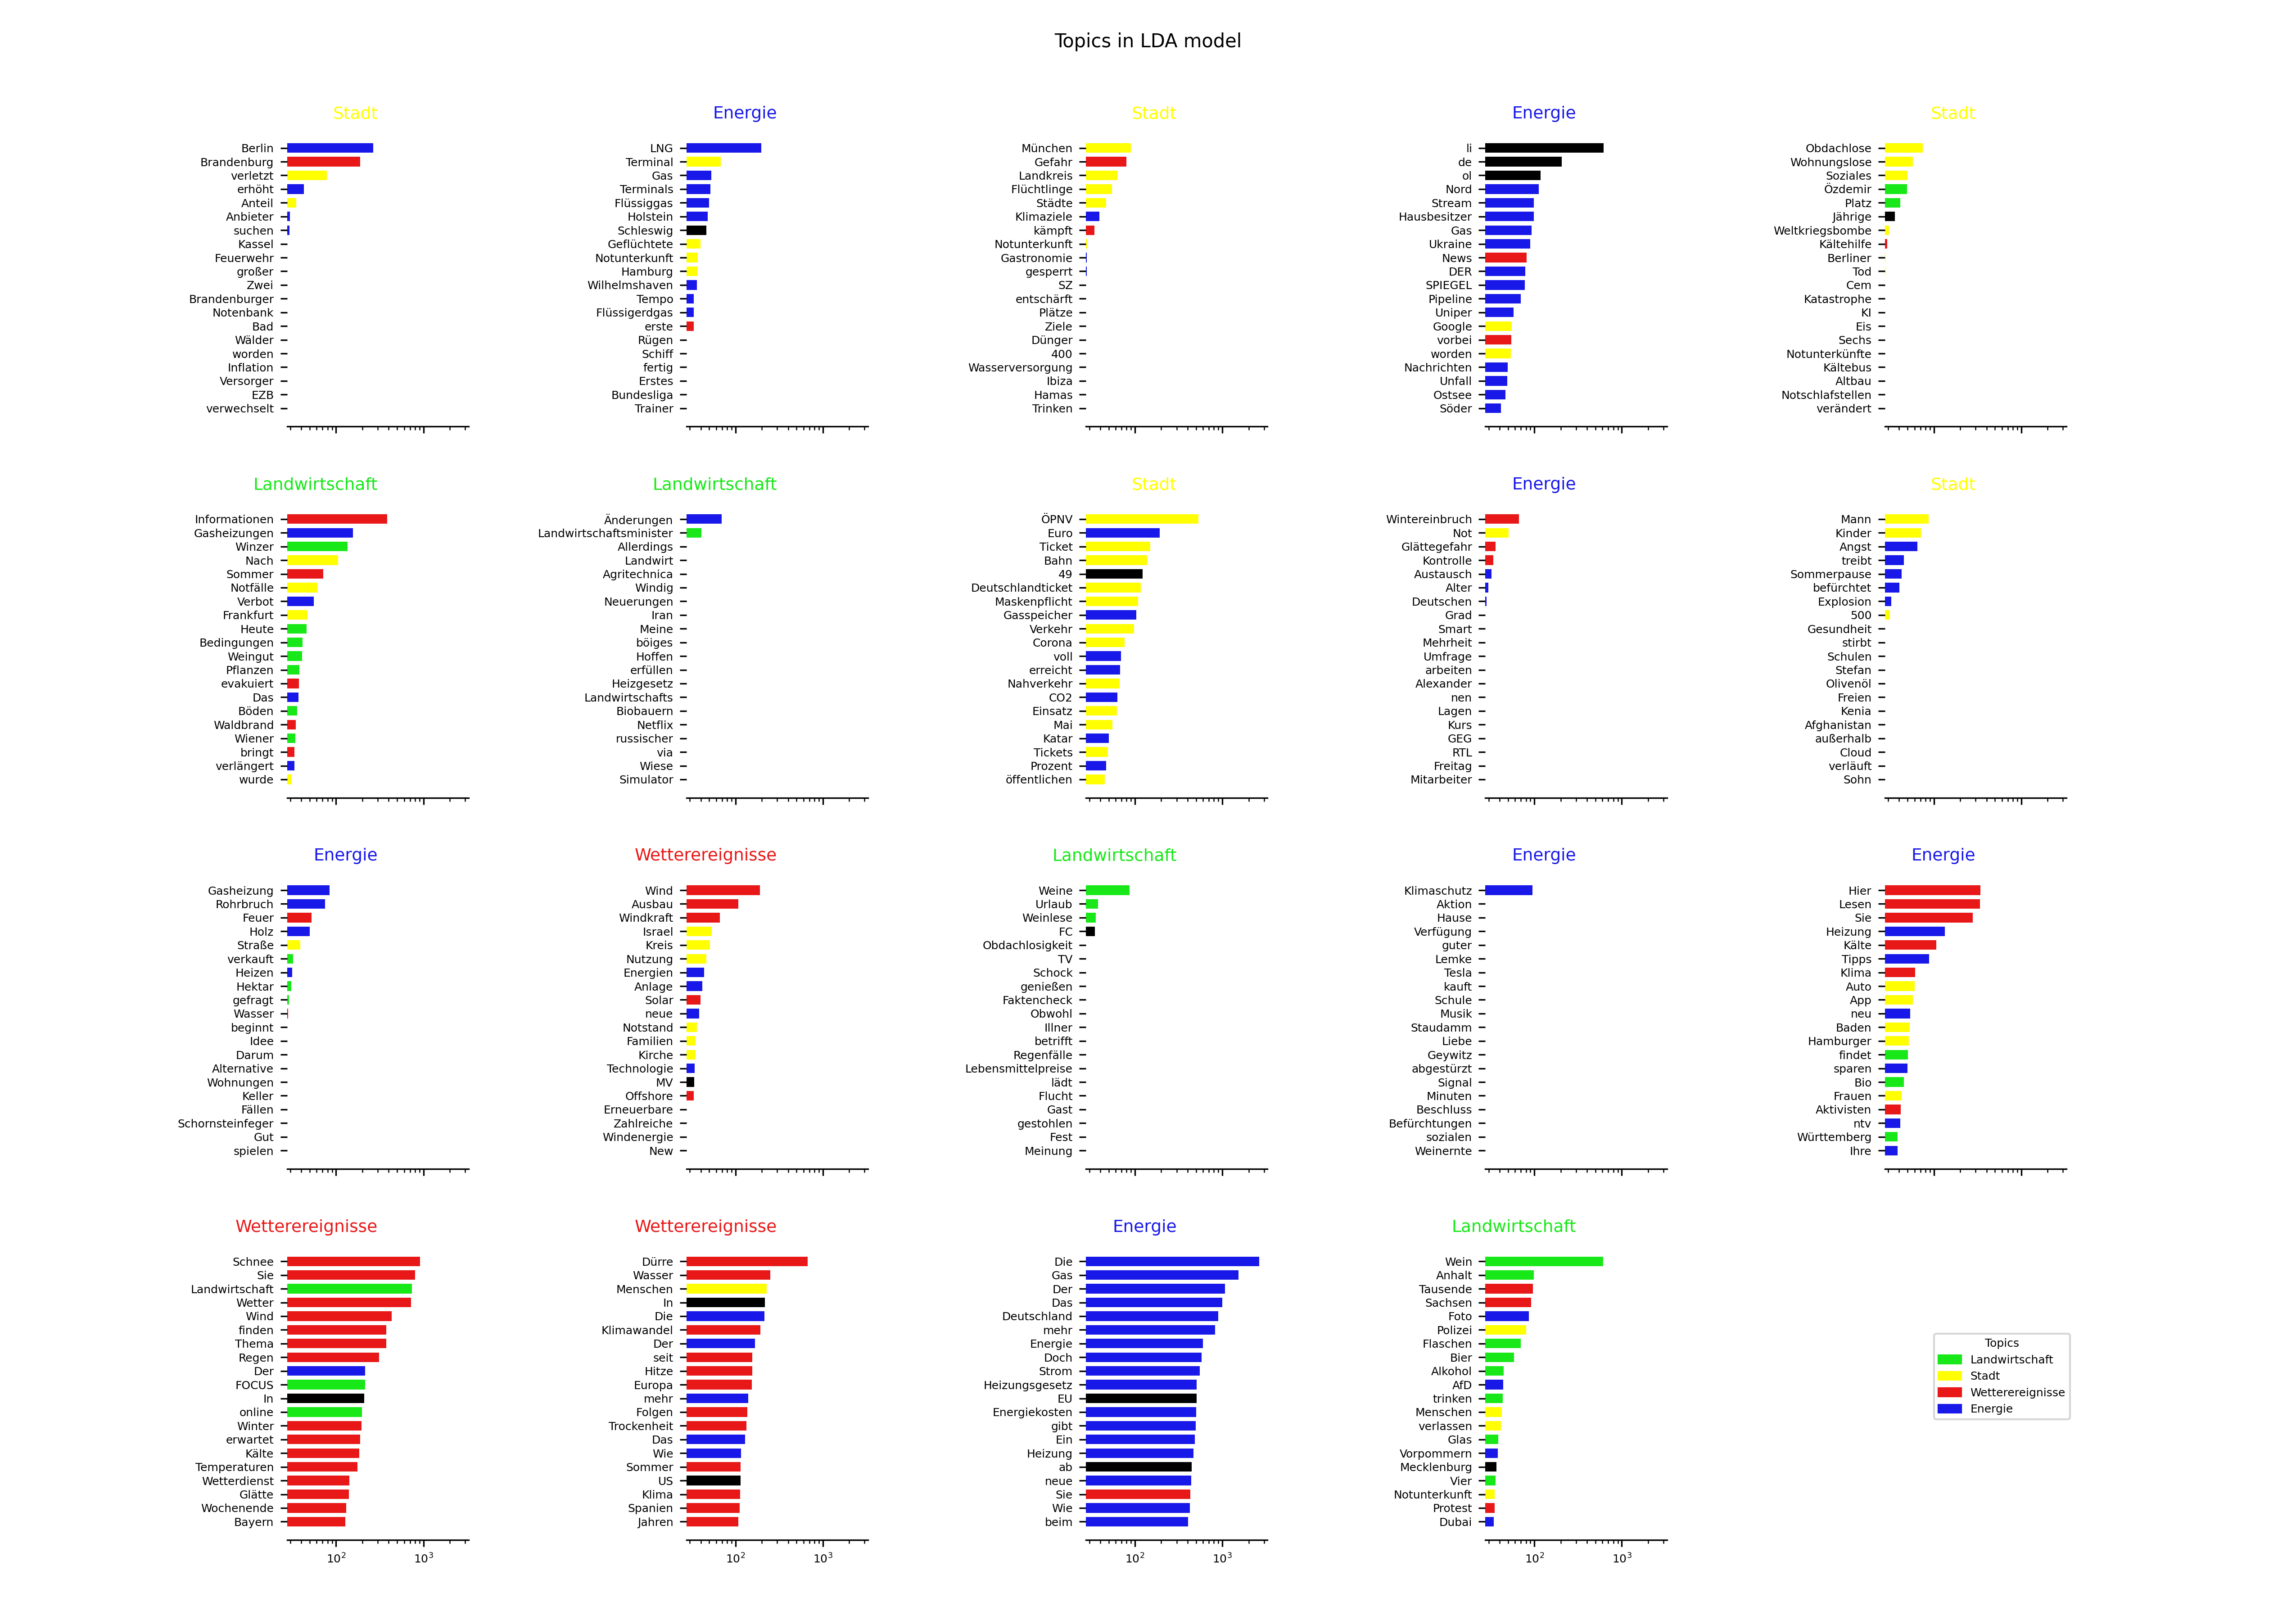 Topics in LDA model
Stadt
Berlin
Brandenburg
verletzt
erhöht
Anteil
Anbieter
suchen
Kassel
Feuerwehr
großer
Zwei
Brandenburger
Notenbank
Bad
Wälder
worden
Inflation
Versorger
EZB
verwechselt
Energie
LNG
Terminal
Gas
Terminals
Flüssiggas
Holstein
Schleswig
Geflüchtete
Notunterkunft
Hamburg
Wilhelmshaven
Tempo
Flüssigerdgas
erste
Rügen
Schiff
fertig
Erstes
Bundesliga
Trainer
Stadt
München
Gefahr
Landkreis
Flüchtlinge
Städte
Klimaziele
kämpft
Notunterkunft
Gastronomie
gesperrt
SZ
entschärft
Plätze
Ziele
Dünger
400
Wasserversorgung
Ibiza
Hamas
Trinken
Energie
li
de
ol
Nord
Stream
Hausbesitzer
Gas
Ukraine
News
DER
SPIEGEL
Pipeline
Uniper
Google
vorbei
worden
Nachrichten
Unfall
Ostsee
Söder
Stadt
Obdachlose
Wohnungslose
Soziales
Özdemir
Platz
Jährige
Weltkriegsbombe
Kältehilfe
Berliner
Tod
Cem
Katastrophe
KI
Eis
Sechs
Notunterkünfte
Kältebus
Altbau
Notschlafstellen
verändert
Landwirtschaft
Informationen
Gasheizungen
Winzer
Nach
Sommer
Notfälle
Verbot
Frankfurt
Heute
Bedingungen
Weingut
Pflanzen
evakuiert
Das
Böden
Waldbrand
Wiener
bringt
verlängert
wurde
Landwirtschaft
Änderungen
Landwirtschaftsminister
Allerdings
Landwirt
Agritechnica
Windig
Neuerungen
Iran
Meine
böiges
Hoffen
erfüllen
Heizgesetz
Landwirtschafts
Biobauern
Netflix
russischer
via
Wiese
Simulator
Stadt
ÖPNV
Euro
Ticket
Bahn
49
Deutschlandticket
Maskenpflicht
Gasspeicher
Verkehr
Corona
voll
erreicht
Nahverkehr
CO2
Einsatz
Mai
Katar
Tickets
Prozent
öffentlichen
Energie
Wintereinbruch
Not
Glättegefahr
Kontrolle
Austausch
Alter
Deutschen
Grad
Smart
Mehrheit
Umfrage
arbeiten
Alexander
nen
Lagen
Kurs
GEG
RTL
Freitag
Mitarbeiter
Stadt
Mann
Kinder
Angst
treibt
Sommerpause
befürchtet
Explosion
500
Gesundheit
stirbt
Schulen
Stefan
Olivenöl
Freien
Kenia
Afghanistan
außerhalb
Cloud
verläuft
Sohn
Energie
Gasheizung
Rohrbruch
Feuer
Holz
Straße
verkauft
Heizen
Hektar
gefragt
Wasser
beginnt
Idee
Darum
Alternative
Wohnungen
Keller
Fällen
Schornsteinfeger
Gut
spielen
Wetterereignisse
Wind
Ausbau
Windkraft
Israel
Kreis
Nutzung
Energien
Anlage
Solar
neue
Notstand
Familien
Kirche
Technologie
MV
Offshore
Erneuerbare
Zahlreiche
Windenergie
New
Landwirtschaft
Weine
Urlaub
Weinlese
FC
Obdachlosigkeit
TV
Schock
genießen
Faktencheck
Obwohl
Illner
betrifft
Regenfälle
Lebensmittelpreise
lädt
Flucht
Gast
gestohlen
Fest
Meinung
Energie
Klimaschutz
Aktion
Hause
Verfügung
guter
Lemke
Tesla
kauft
Schule
Musik
Staudamm
Liebe
Geywitz
abgestürzt
Signal
Minuten
Beschluss
Befürchtungen
sozialen
Weinernte
Energie
Hier
Lesen
Sie
Heizung
Kälte
Tipps
Klima
Auto
App
neu
Baden
Hamburger
findet
sparen
Bio
Frauen
Aktivisten
ntv
Württemberg
Ihre
Wetterereignisse
Schnee
Sie
Landwirtschaft
Wetter
Wind
finden
Thema
Regen
Der
FOCUS
In
online
Winter
erwartet
Kälte
Temperaturen
Wetterdienst
Glätte
Wochenende
Bayern
10² 10³
Wetterereignisse
Dürre
Wasser
Menschen
In
Die
Klimawandel
Der
seit
Hitze
Europa
mehr
Folgen
Trockenheit
Das
Wie
Sommer
US
Klima
Spanien
Jahren
10² 10³
Energie
Die
Gas
Der
Das
Deutschland
mehr
Energie
Doch
Strom
Heizungsgesetz
EU
Energiekosten
gibt
Ein
Heizung
ab
neue
Sie
Wie
beim
10² 10³
Landwirtschaft
Wein
Anhalt
Tausende
Sachsen
Foto
Polizei
Flaschen
Bier
Alkohol
AfD
trinken
Menschen
verlassen
Glas
Vorpommern
Mecklenburg
Vier
Notunterkunft
Protest
Dubai
10² 10³
Topics
Landwirtschaft
Stadt
Wetterereignisse
Energie